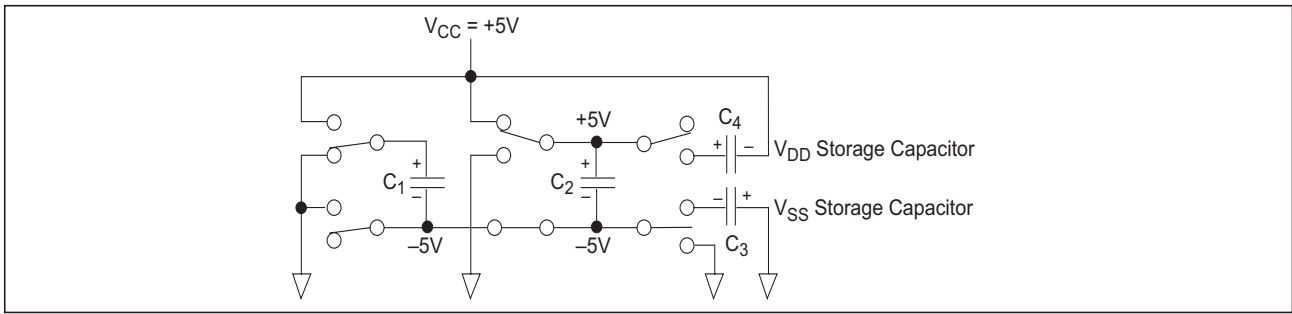 V_CC = +5V
+5V
C_4
+ –
V_DD Storage Capacitor
+
C_1
–
+
C_2
–
– +
V_SS Storage Capacitor
–5V
–5V
C_3